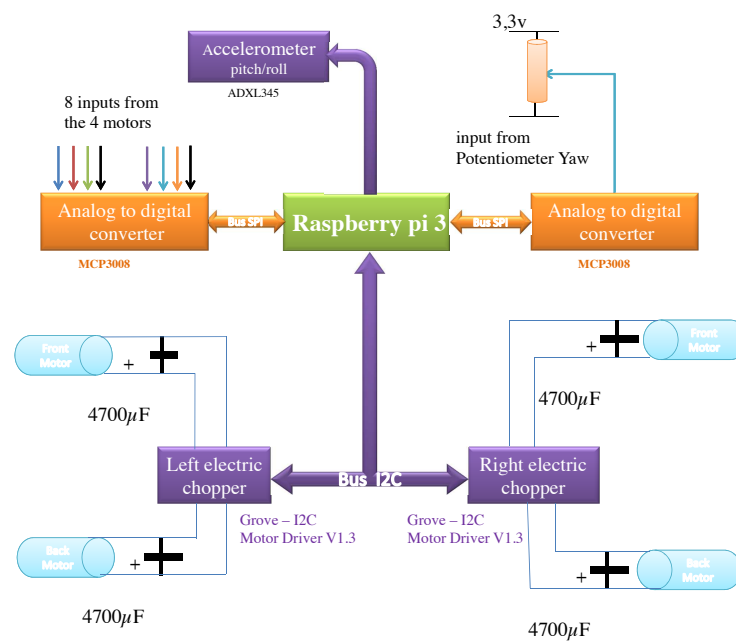 3,3v
Accelerometer
pitch/roll
ADXL345
8 inputs from
the 4 motors
input from
Potentiometer Yaw
Analog to digital
converter
Bus SPI
Raspberry pi 3
Bus SPI
Analog to digital
converter
MCP3008
MCP3008
Front
Motor
+
4700µF
Front
Motor
+
4700µF
Left electric
chopper
Bus I2C
Right electric
chopper
Grove – I2C
Motor Driver V1.3
Grove – I2C
Motor Driver V1.3
Back
Motor
+
4700µF
Back
Motor
+
4700µF